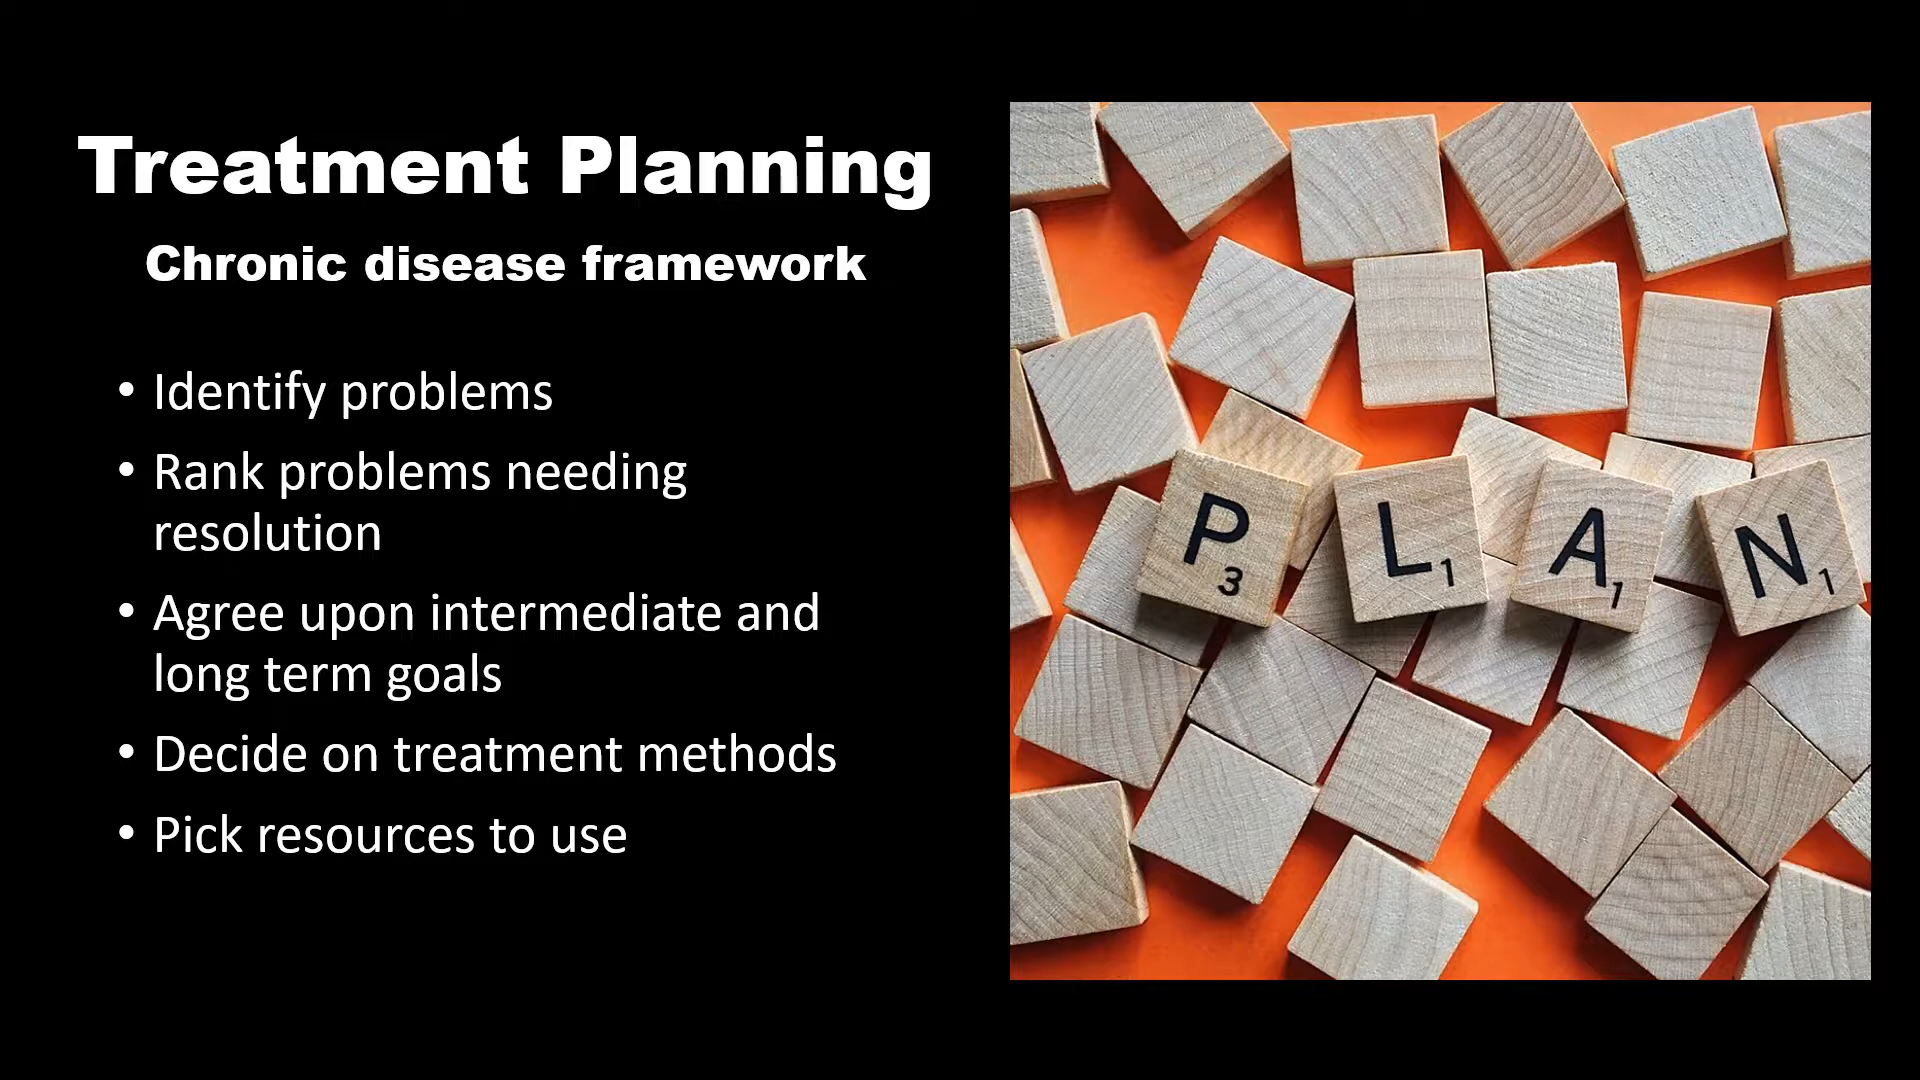 Treatment Planning
Chronic disease framework
• Identify problems
• Rank problems needing
resolution
• Agree upon intermediate and
long term goals
• Decide on treatment methods
• Pick resources to use
P3 L1 A1 N1